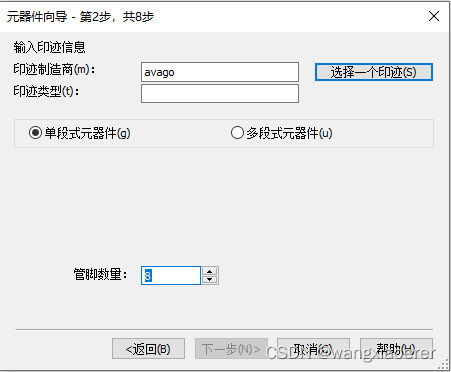 元器件向导 - 第2步，共8步
输入印迹信息
印迹制造商(m)： avago 选择一个印迹(S)
印迹类型(t)：
单段式元器件(g) 多段式元器件(u)
管脚数量： 8
<返回(B) 下一步(N)> 取消(C) 帮助(H)
CSDN @wangxiaberer